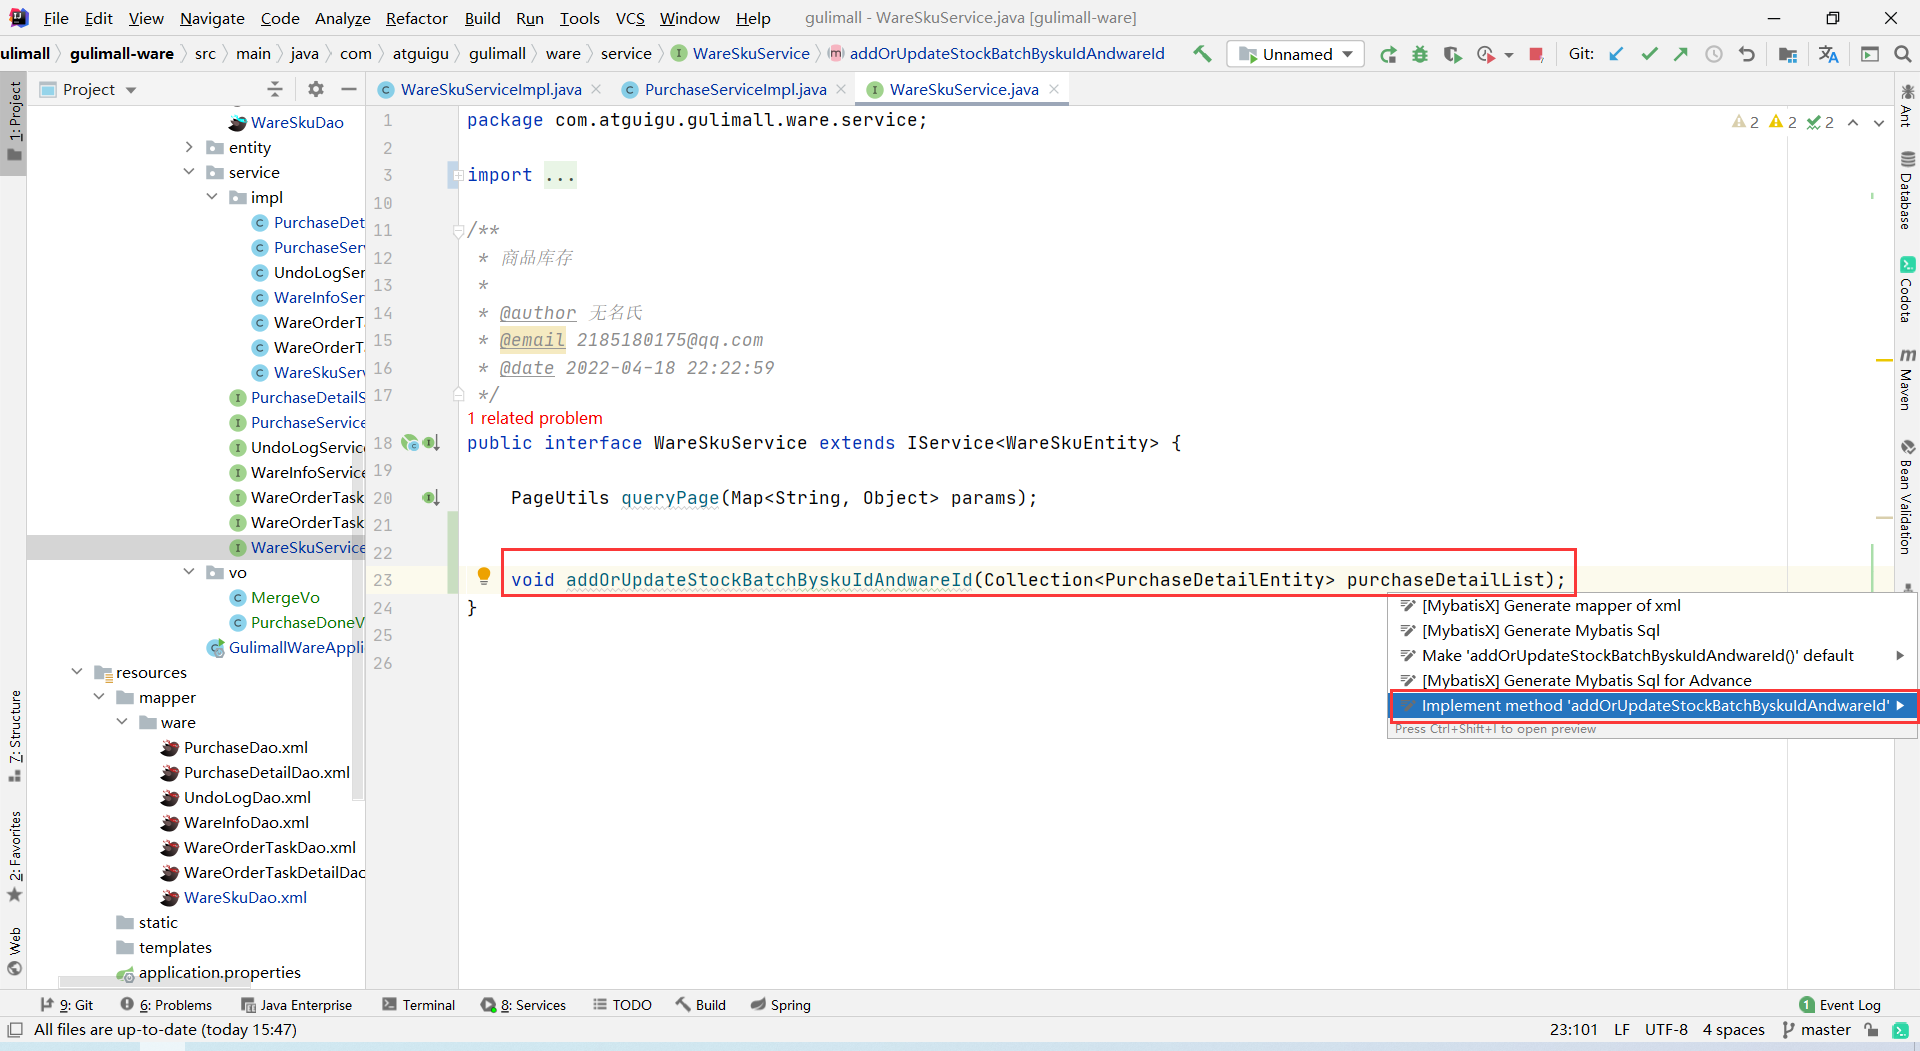 File Edit View Navigate Code Analyze Refactor Build Run Tools VCS Window Help gulimall - WareSkuService.java [gulimall-ware]
ulimall gulimall-ware src main java com atguigu gulimall ware service WareSkuService addOrUpdateStockBatchByskuIdAndwareId Unnamed Git:
Project WareSkuServiceImpl.java PurchaseServiceImpl.java WareSkuService.java
1: Project
7: Structure
2: Favorites
Web
WareSkuDao
entity
service
impl
PurchaseDet
PurchaseSer
UndoLogSer
WareInfoSer
WareOrderT
WareOrderT
WareSkuSer
PurchaseDetailS
PurchaseService
UndoLogServic
WareInfoService
WareOrderTask
WareOrderTask
WareSkuService
vo
MergeVo
PurchaseDoneV
GulimallWareAppli
resources
mapper
ware
PurchaseDao.xml
PurchaseDetailDao.xml
UndoLogDao.xml
WareInfoDao.xml
WareOrderTaskDao.xml
WareOrderTaskDetailDao
WareSkuDao.xml
static
templates
application.properties
1 package com.atguigu.gulimall.ware.service;
2
3 import ...
10
11 /**
12 * 商品库存
13 *
14 * @author 无名氏
15 * @email 2185180175@qq.com
16 * @date 2022-04-18 22:22:59
17 */
1 related problem
18 public interface WareSkuService extends IService<WareSkuEntity> {
19
20 PageUtils queryPage(Map<String, Object> params);
21
22
23 void addOrUpdateStockBatchByskuIdAndwareId(Collection<PurchaseDetailEntity> purchaseDetailList);
24 }
25
26
2 2 2
[MybatisX] Generate mapper of xml
[MybatisX] Generate Mybatis Sql
Make 'addOrUpdateStockBatchByskuIdAndwareId()' default
[MybatisX] Generate Mybatis Sql for Advance
Implement method 'addOrUpdateStockBatchByskuIdAndwareId'
Press Ctrl+Shift+I to open preview
Ant
Database
Codota
Maven
Bean Validation
9: Git 6: Problems Java Enterprise Terminal 8: Services TODO Build Spring 1 Event Log
All files are up-to-date (today 15:47) 23:101 LF UTF-8 4 spaces master